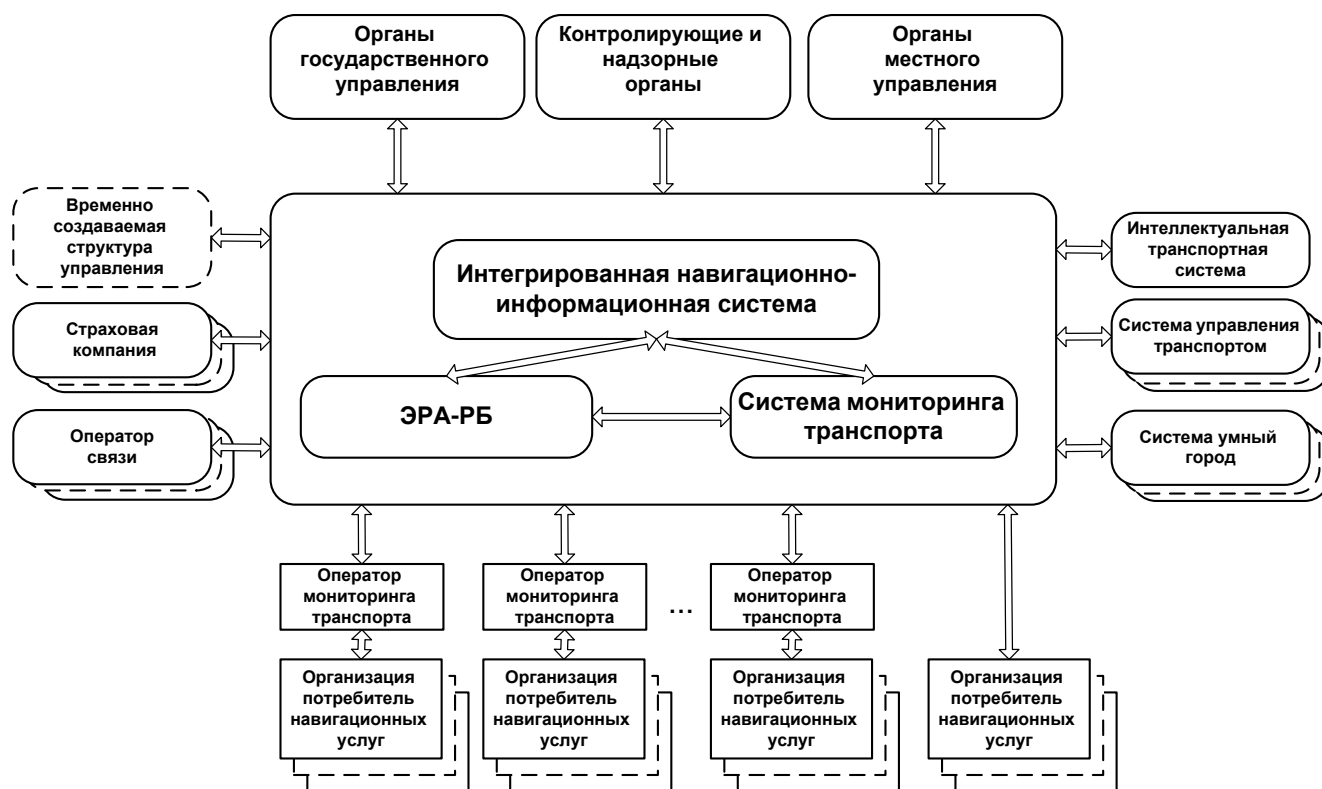 Органы
государственного
управления
Контролирующие и
надзорные
органы
Органы
местного
управления
Временно
создаваемая
структура
управления
Страховая
компания
Оператор
связи
Интегрированная навигационно-
информационная система
ЭРА-РБ
Система мониторинга
транспорта
Интеллектуальная
транспортная
система
Система управления
транспортом
Система умный
город
Оператор
мониторинга
транспорта
Оператор
мониторинга
транспорта
...
Оператор
мониторинга
транспорта
Организация
потребитель
навигационных
услуг
Организация
потребитель
навигационных
услуг
Организация
потребитель
навигационных
услуг
Организация
потребитель
навигационных
услуг